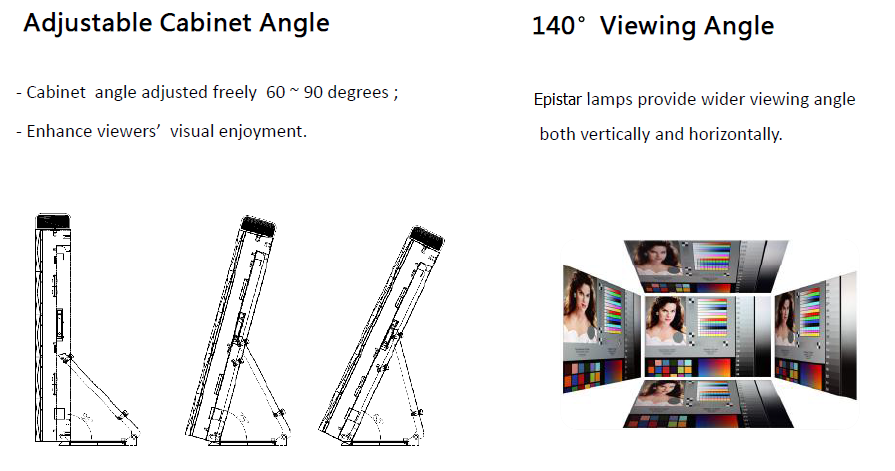 Adjustable Cabinet Angle
- Cabinet angle adjusted freely 60 ~ 90 degrees ;
- Enhance viewers’ visual enjoyment.
140° Viewing Angle
Epistar lamps provide wider viewing angle
both vertically and horizontally.